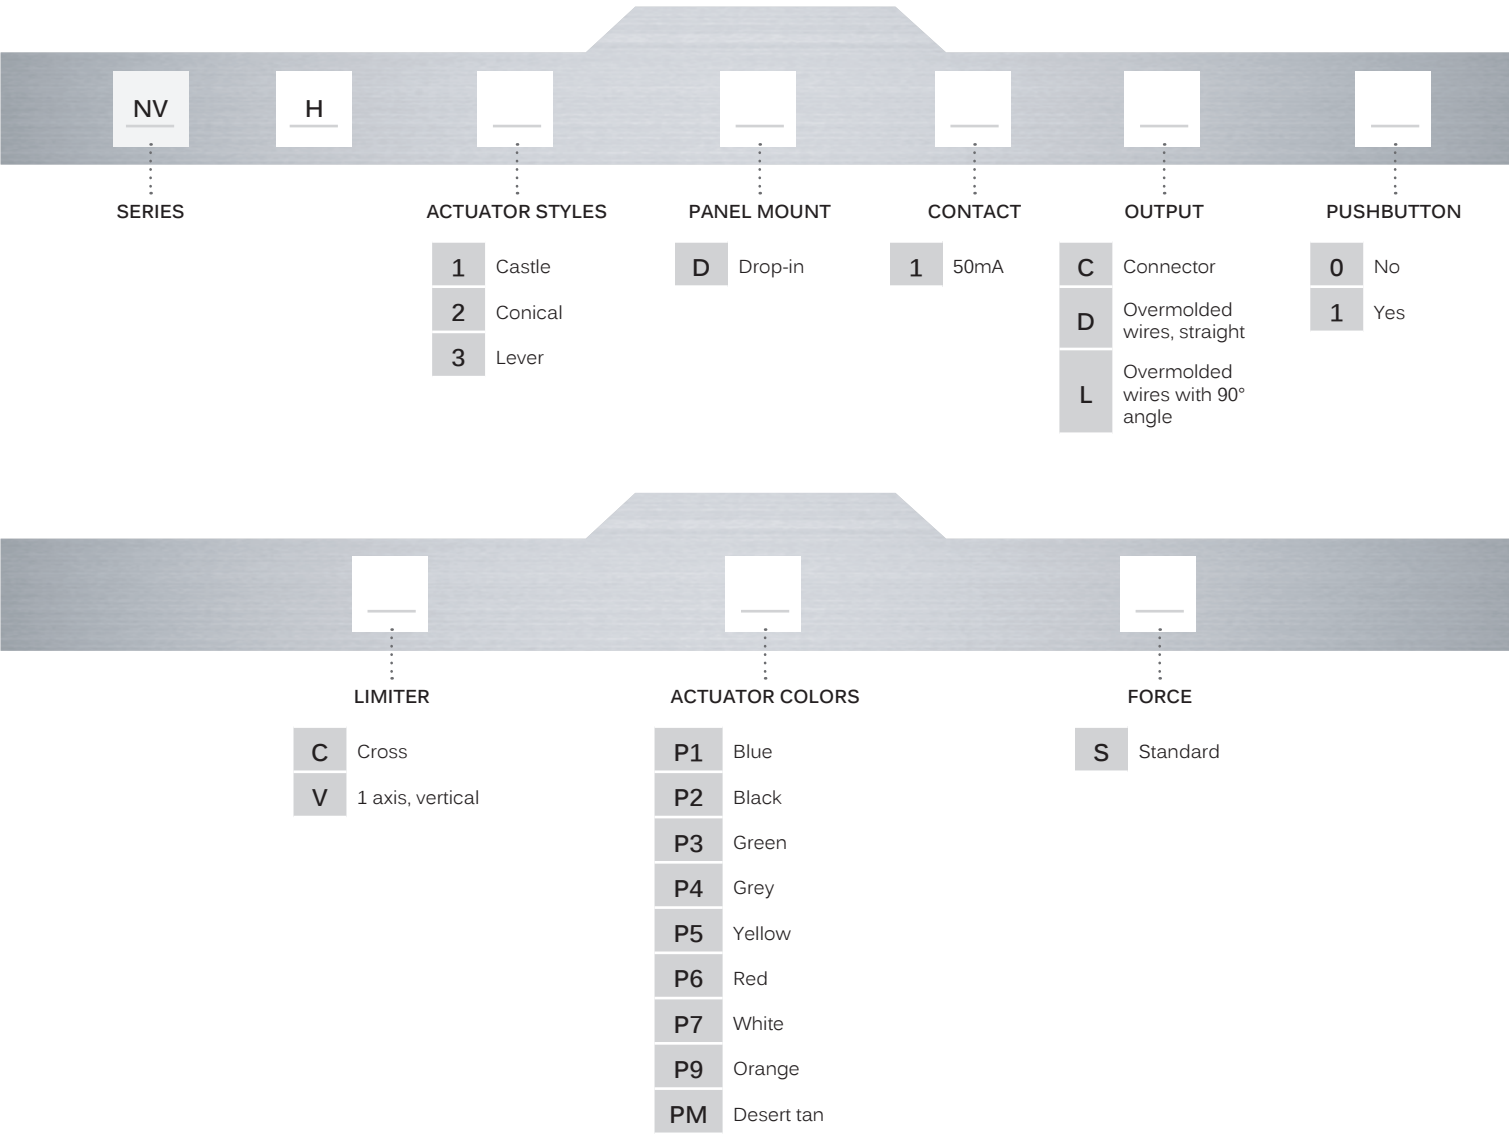 NV H
SERIES ACTUATOR STYLES PANEL MOUNT CONTACT OUTPUT PUSHBUTTON
1 Castle
2 Conical
3 Lever
D Drop-in
1 50mA
C Connector
D Overmolded
wires, straight
L Overmolded
wires with 90°
angle
0 No
1 Yes
LIMITER ACTUATOR COLORS FORCE
C Cross
V 1 axis, vertical
P1 Blue
P2 Black
P3 Green
P4 Grey
P5 Yellow
P6 Red
P7 White
P9 Orange
PM Desert tan
S Standard